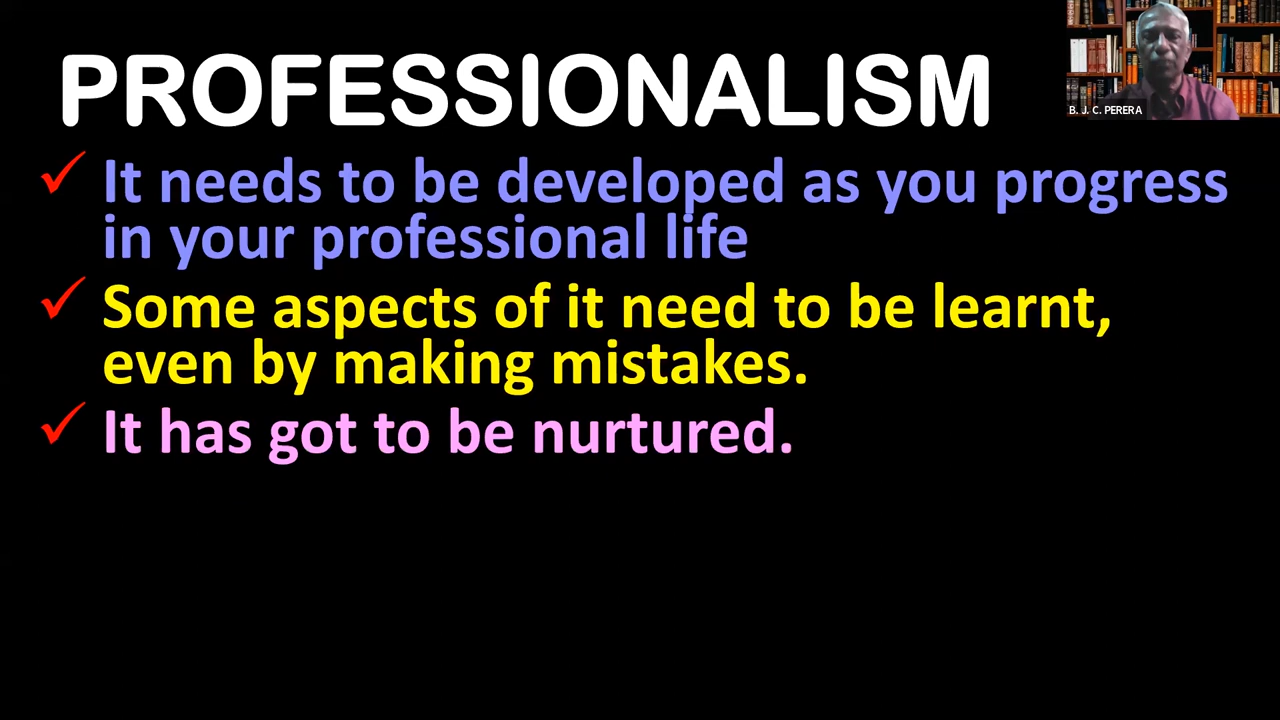 PROFESSIONALISM
B. J. C. PERERA
✓ It needs to be developed as you progress
in your professional life
✓ Some aspects of it need to be learnt,
even by making mistakes.
✓ It has got to be nurtured.